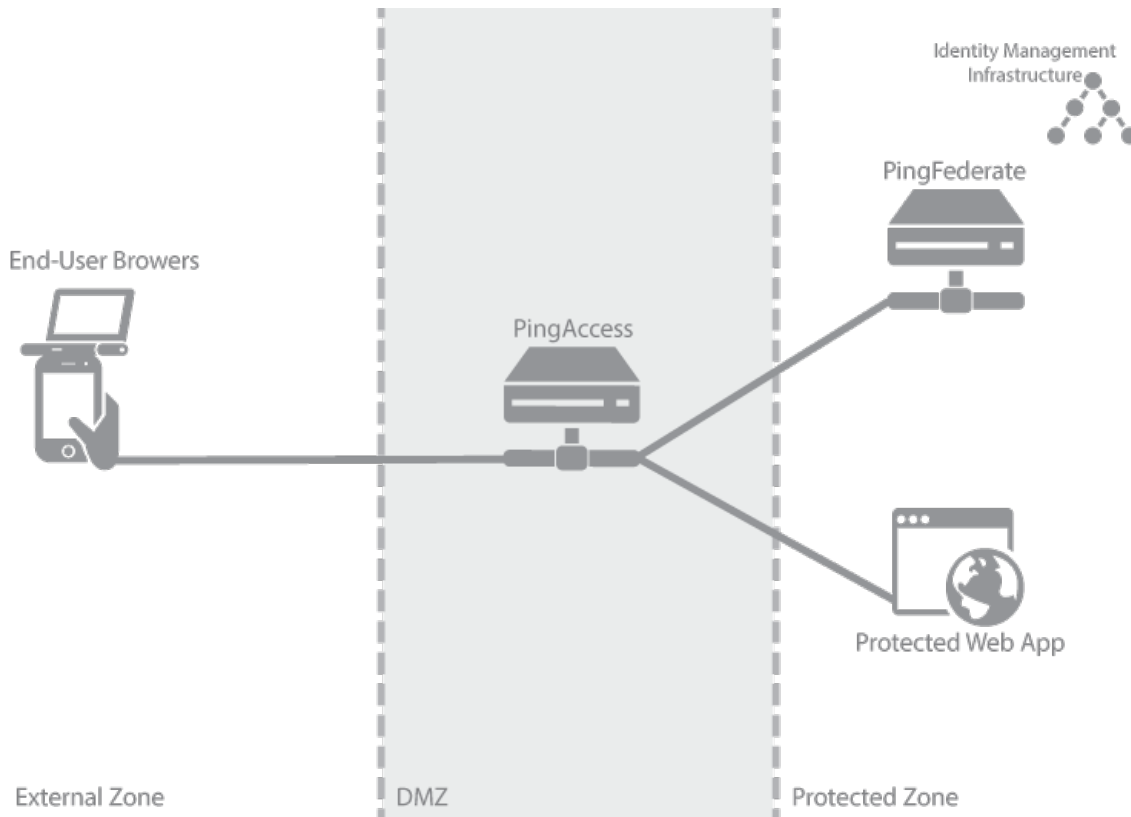 Identity Management
Infrastructure
PingFederate
End-User Browers
PingAccess
Protected Web App
External Zone
DMZ
Protected Zone